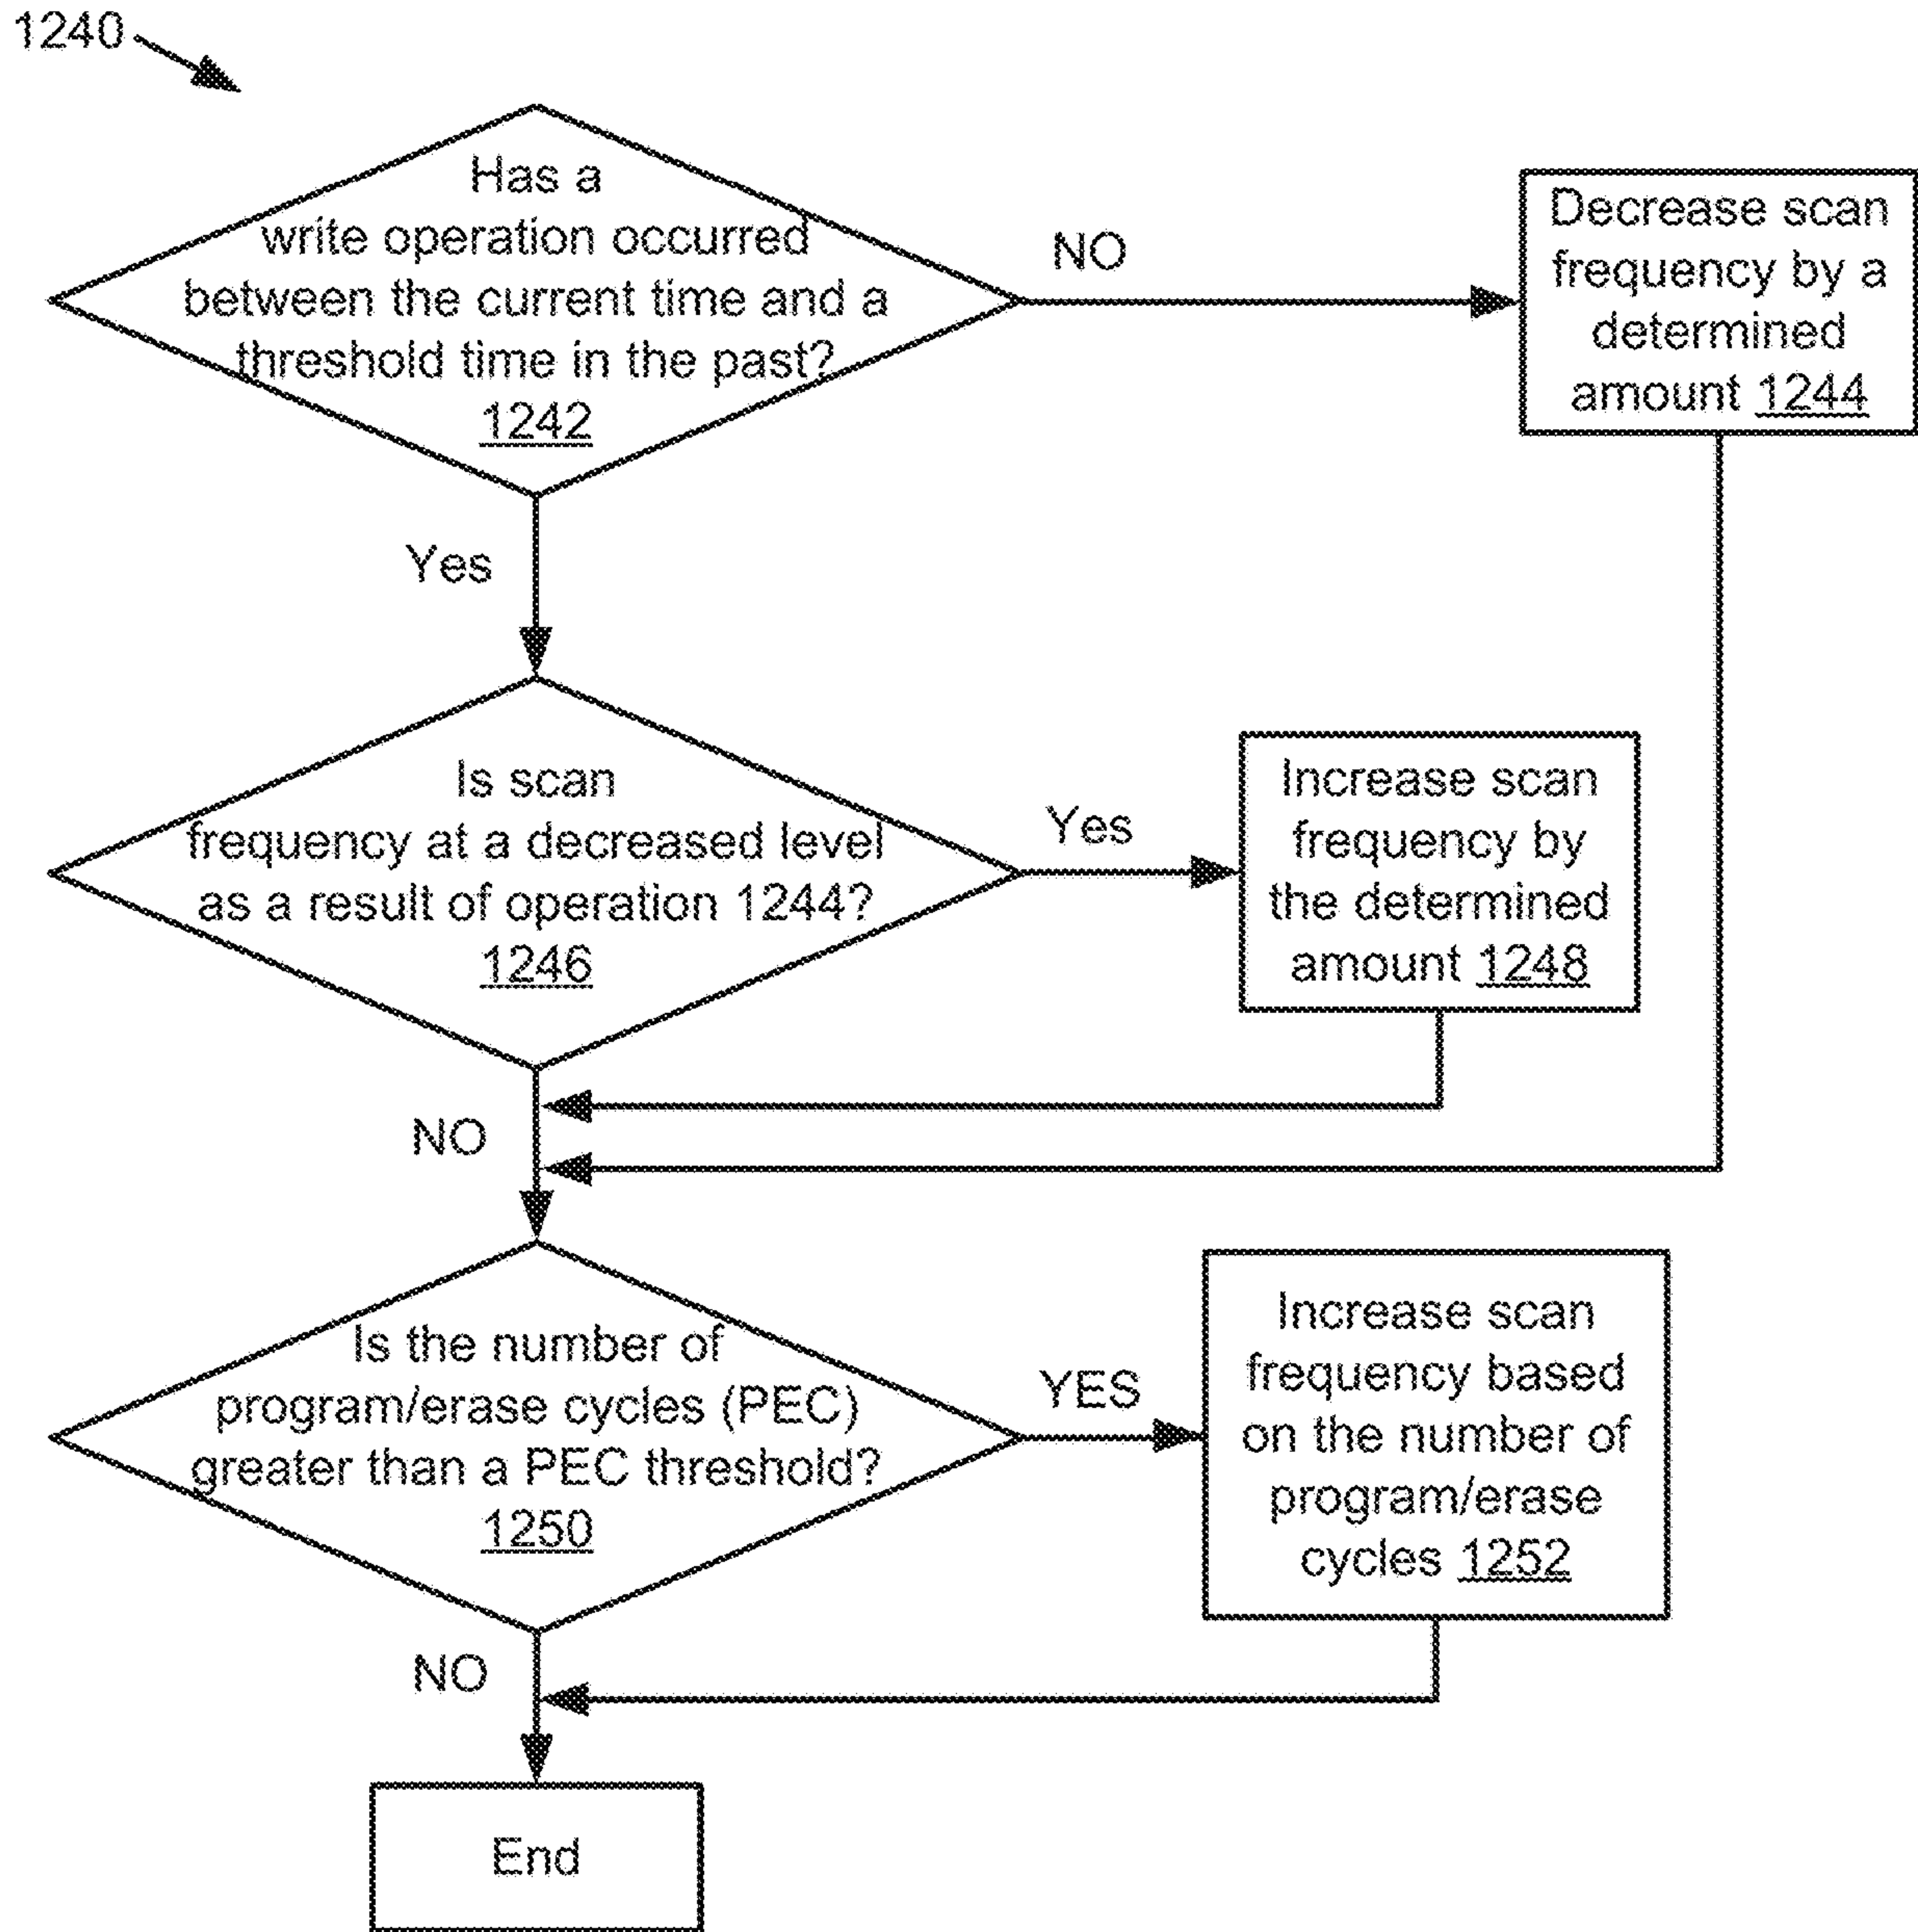 1240
Has a
write operation occurred
between the current time and a
threshold time in the past?
1242
NO
Decrease scan
frequency by a
determined
amount 1244
Yes
Is scan
frequency at a decreased level
as a result of operation 1244?
1246
Yes
Increase scan
frequency by
the determined
amount 1248
NO
Is the number of
program/erase cycles (PEC)
greater than a PEC threshold?
1250
YES
Increase scan
frequency based
on the number of
program/erase
cycles 1252
NO
End